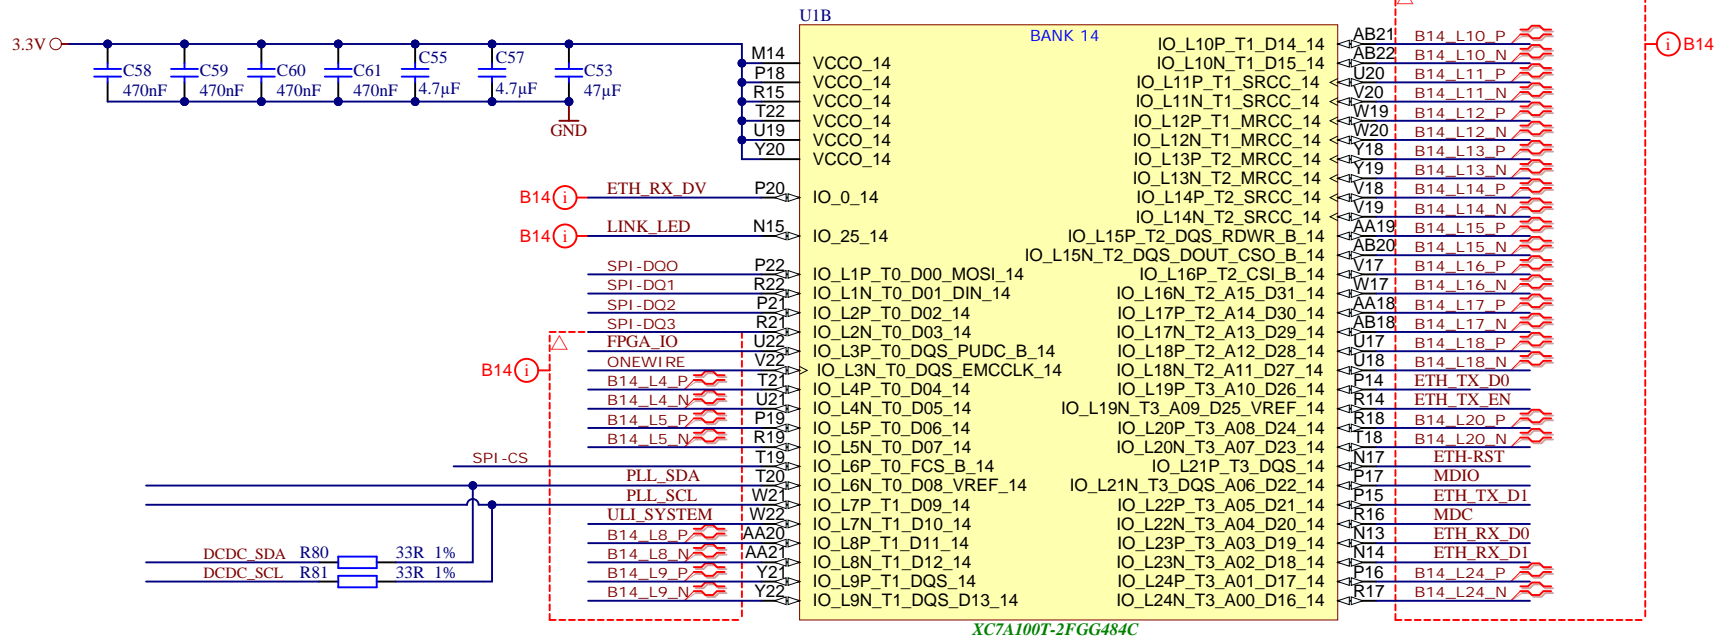 U1B
BANK 14
3.3V
C58
470nF
C59
470nF
C60
470nF
C61
470nF
C55
4.7µF
C57
4.7µF
C53
47µF
GND
M14 VCCO_14
P18 VCCO_14
R15 VCCO_14
T22 VCCO_14
U19 VCCO_14
Y20 VCCO_14
B14 i ETH_RX_DV P20 IO_0_14
B14 i LINK_LED N15 IO_25_14
SPI-DQ0 P22 IO_L1P_T0_D00_MOSI_14
SPI-DQ1 R22 IO_L1N_T0_D01_DIN_14
SPI-DQ2 P21 IO_L2P_T0_D02_14
SPI-DQ3 R21 IO_L2N_T0_D03_14
FPGA_IO U22 IO_L3P_T0_DQS_PUDC_B_14
B14 i
ONEWIRE V22 IO_L3N_T0_DQS_EMCCLK_14
B14_L4_P T21 IO_L4P_T0_D04_14
B14_L4_N U21 IO_L4N_T0_D05_14
B14_L5_P P19 IO_L5P_T0_D06_14
B14_L5_N R19 IO_L5N_T0_D07_14
SPI-CS T19 IO_L6P_T0_FCS_B_14
PLL_SDA T20 IO_L6N_T0_D08_VREF_14
PLL_SCL W21 IO_L7P_T1_D09_14
ULI_SYSTEM W22 IO_L7N_T1_D10_14
B14_L8_P AA20 IO_L8P_T1_D11_14
B14_L8_N AA21 IO_L8N_T1_D12_14
B14_L9_P Y21 IO_L9P_T1_DQS_14
B14_L9_N Y22 IO_L9N_T1_DQS_D13_14
DCDC_SDA R80 33R 1%
DCDC_SCL R81 33R 1%
IO_L10P_T1_D14_14 AB21 B14_L10_P
B14 i
IO_L10N_T1_D15_14 AB22 B14_L10_N
IO_L11P_T1_SRCC_14 U20 B14_L11_P
IO_L11N_T1_SRCC_14 V20 B14_L11_N
IO_L12P_T1_MRCC_14 W19 B14_L12_P
IO_L12N_T1_MRCC_14 W20 B14_L12_N
IO_L13P_T2_MRCC_14 Y18 B14_L13_P
IO_L13N_T2_MRCC_14 Y19 B14_L13_N
IO_L14P_T2_SRCC_14 V18 B14_L14_P
IO_L14N_T2_SRCC_14 V19 B14_L14_N
IO_L15P_T2_DQS_RDWR_B_14 AA19 B14_L15_P
IO_L15N_T2_DQS_DOUT_CSO_B_14 AB20 B14_L15_N
IO_L16P_T2_CSI_B_14 V17 B14_L16_P
IO_L16N_T2_A15_D31_14 W17 B14_L16_N
IO_L17P_T2_A14_D30_14 AA18 B14_L17_P
IO_L17N_T2_A13_D29_14 AB18 B14_L17_N
IO_L18P_T2_A12_D28_14 U17 B14_L18_P
IO_L18N_T2_A11_D27_14 U18 B14_L18_N
IO_L19P_T3_A10_D26_14 P14 ETH_TX_D0
IO_L19N_T3_A09_D25_VREF_14 R14 ETH_TX_EN
IO_L20P_T3_A08_D24_14 R18 B14_L20_P
IO_L20N_T3_A07_D23_14 T18 B14_L20_N
IO_L21P_T3_DQS_14 N17 ETH-RST
IO_L21N_T3_DQS_A06_D22_14 P17 MDIO
IO_L22P_T3_A05_D21_14 P15 ETH_TX_D1
IO_L22N_T3_A04_D20_14 R16 MDC
IO_L23P_T3_A03_D19_14 N13 ETH_RX_D0
IO_L23N_T3_A02_D18_14 N14 ETH_RX_D1
IO_L24P_T3_A01_D17_14 P16 B14_L24_P
IO_L24N_T3_A00_D16_14 R17 B14_L24_N
XC7A100T-2FGG484C